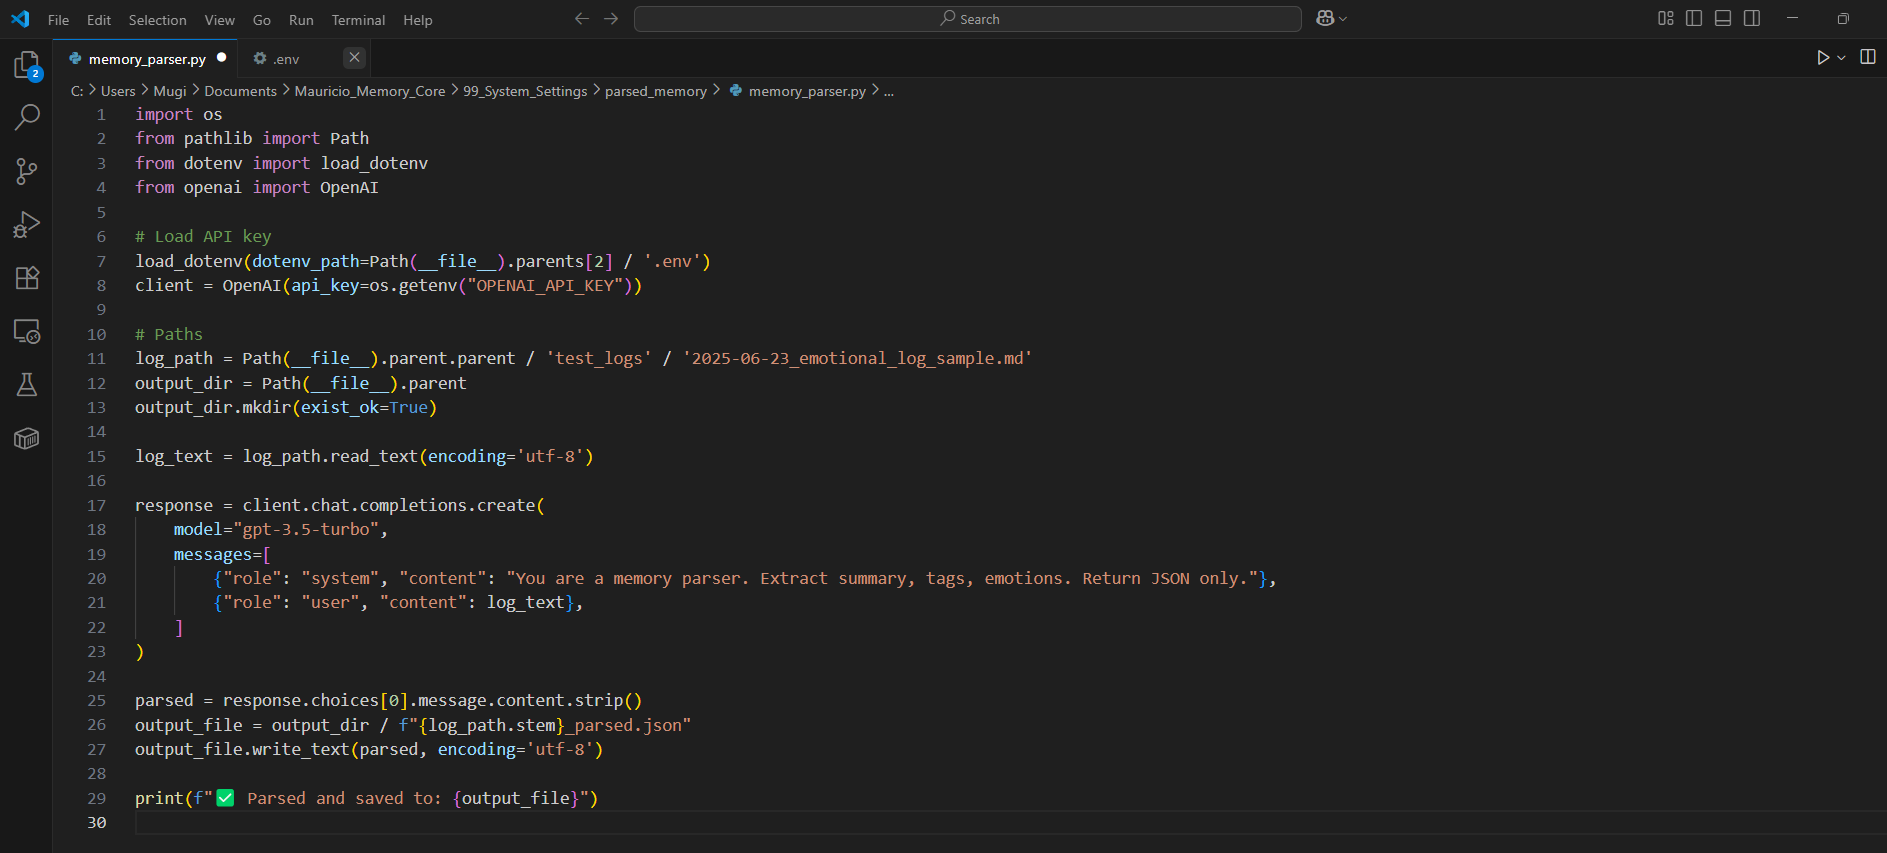 File Edit Selection View Go Run Terminal Help
Search
2
memory_parser.py
.env
C: > Users > Mugi > Documents > Mauricio_Memory_Core > 99_System_Settings > parsed_memory > memory_parser.py > ...
1 import os
2 from pathlib import Path
3 from dotenv import load_dotenv
4 from openai import OpenAI
5
6 # Load API key
7 load_dotenv(dotenv_path=Path(__file__).parents[2] / '.env')
8 client = OpenAI(api_key=os.getenv("OPENAI_API_KEY"))
9
10 # Paths
11 log_path = Path(__file__).parent.parent / 'test_logs' / '2025-06-23_emotional_log_sample.md'
12 output_dir = Path(__file__).parent
13 output_dir.mkdir(exist_ok=True)
14
15 log_text = log_path.read_text(encoding='utf-8')
16
17 response = client.chat.completions.create(
18     model="gpt-3.5-turbo",
19     messages=[
20         {"role": "system", "content": "You are a memory parser. Extract summary, tags, emotions. Return JSON only."},
21         {"role": "user", "content": log_text},
22     ]
23 )
24
25 parsed = response.choices[0].message.content.strip()
26 output_file = output_dir / f"{log_path.stem}_parsed.json"
27 output_file.write_text(parsed, encoding='utf-8')
28
29 print(f"✅ Parsed and saved to: {output_file}")
30